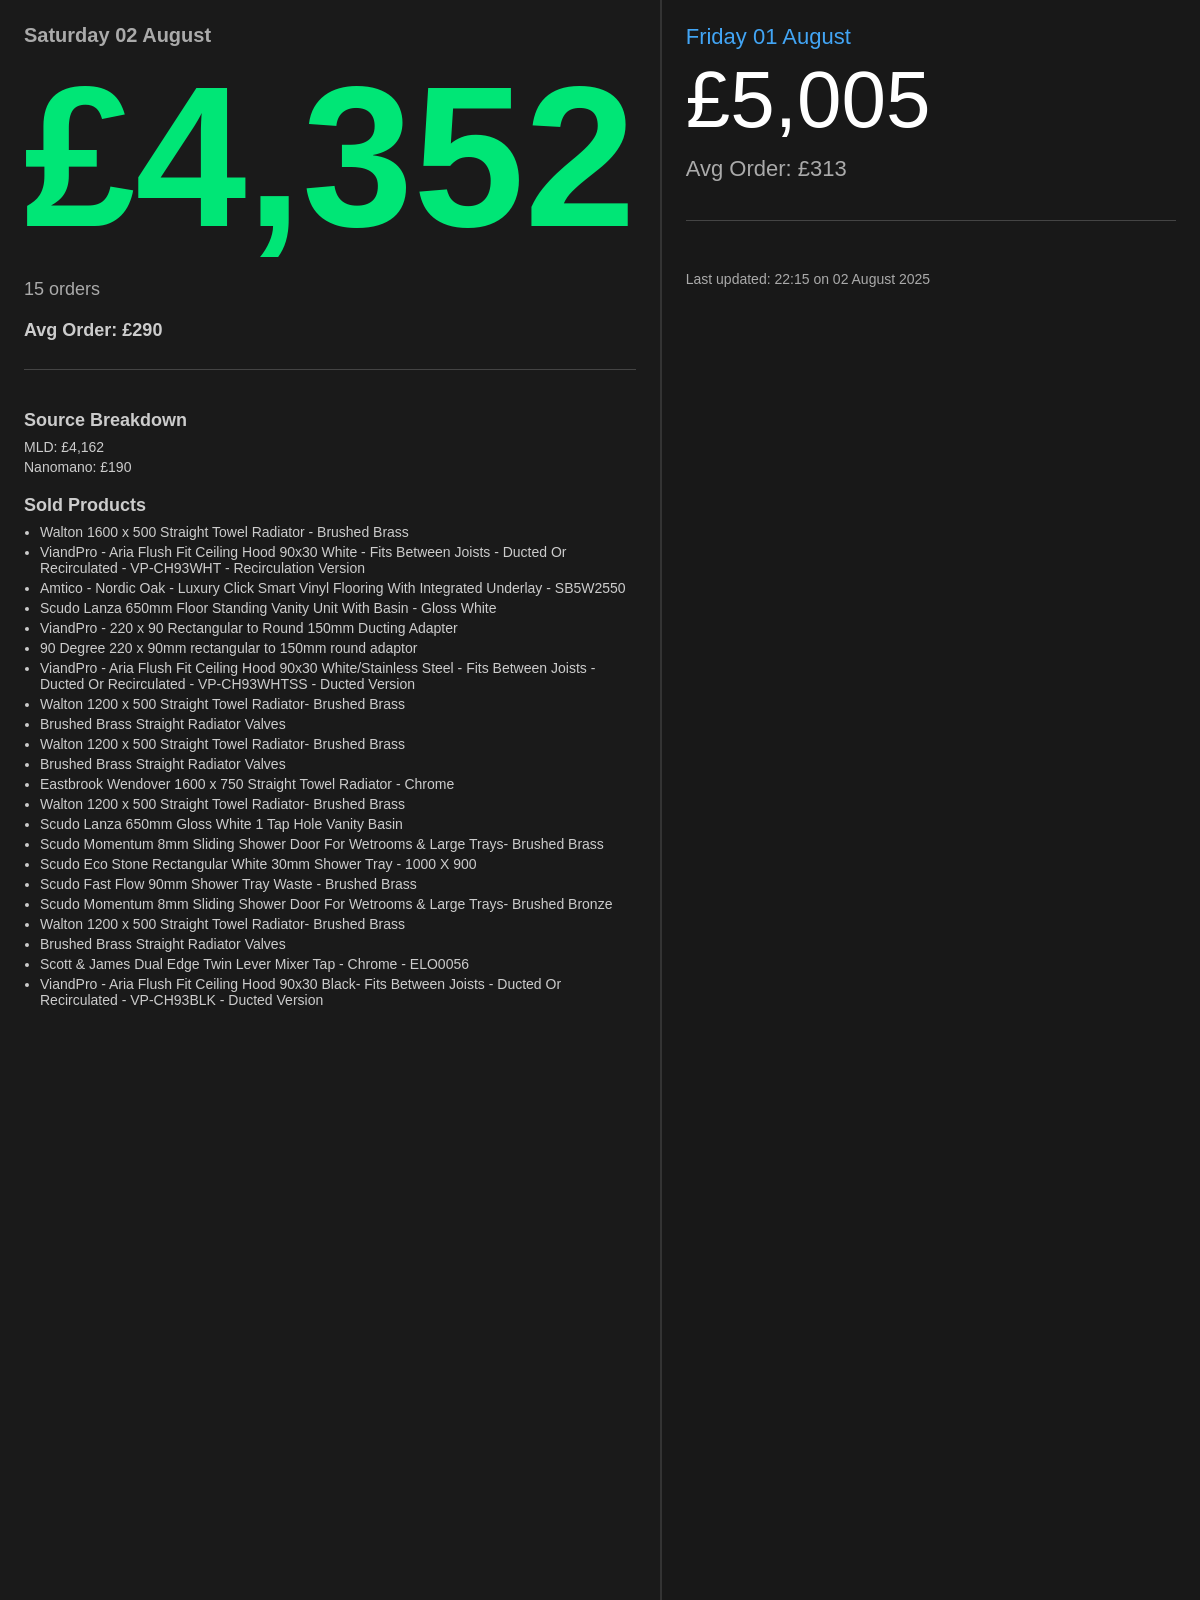 Saturday 02 August
£4,352
15 orders
Avg Order: £290
Source Breakdown
MLD: £4,162
Nanomano: £190
Sold Products
• Walton 1600 x 500 Straight Towel Radiator - Brushed Brass
• ViandPro - Aria Flush Fit Ceiling Hood 90x30 White - Fits Between Joists - Ducted Or
Recirculated - VP-CH93WHT - Recirculation Version
• Amtico - Nordic Oak - Luxury Click Smart Vinyl Flooring With Integrated Underlay - SB5W2550
• Scudo Lanza 650mm Floor Standing Vanity Unit With Basin - Gloss White
• ViandPro - 220 x 90 Rectangular to Round 150mm Ducting Adapter
• 90 Degree 220 x 90mm rectangular to 150mm round adaptor
• ViandPro - Aria Flush Fit Ceiling Hood 90x30 White/Stainless Steel - Fits Between Joists -
Ducted Or Recirculated - VP-CH93WHTSS - Ducted Version
• Walton 1200 x 500 Straight Towel Radiator- Brushed Brass
• Brushed Brass Straight Radiator Valves
• Walton 1200 x 500 Straight Towel Radiator- Brushed Brass
• Brushed Brass Straight Radiator Valves
• Eastbrook Wendover 1600 x 750 Straight Towel Radiator - Chrome
• Walton 1200 x 500 Straight Towel Radiator- Brushed Brass
• Scudo Lanza 650mm Gloss White 1 Tap Hole Vanity Basin
• Scudo Momentum 8mm Sliding Shower Door For Wetrooms & Large Trays- Brushed Brass
• Scudo Eco Stone Rectangular White 30mm Shower Tray - 1000 X 900
• Scudo Fast Flow 90mm Shower Tray Waste - Brushed Brass
• Scudo Momentum 8mm Sliding Shower Door For Wetrooms & Large Trays- Brushed Bronze
• Walton 1200 x 500 Straight Towel Radiator- Brushed Brass
• Brushed Brass Straight Radiator Valves
• Scott & James Dual Edge Twin Lever Mixer Tap - Chrome - ELO0056
• ViandPro - Aria Flush Fit Ceiling Hood 90x30 Black- Fits Between Joists - Ducted Or
Recirculated - VP-CH93BLK - Ducted Version
Friday 01 August
£5,005
Avg Order: £313
Last updated: 22:15 on 02 August 2025